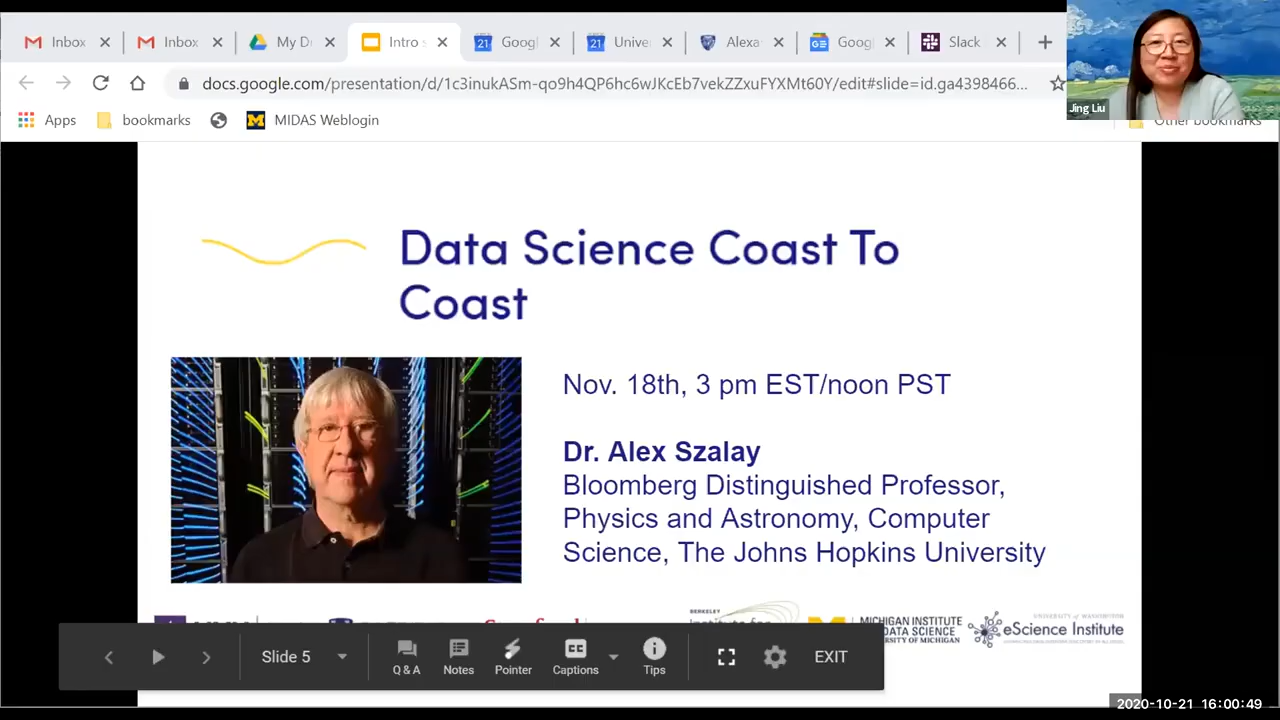 Inbox
Inbox
My D
Intro s
Googl
Unive
Alexa
Googl
Slack
docs.google.com/presentation/d/1c3inukASm-qo9h4QP6hc6wJKcEb7vekZZxuFYXMt60Y/edit#slide=id.ga4398466...
Jing Liu
Apps
bookmarks
MIDAS Weblogin
Other bookmarks
Data Science Coast To
Coast
Nov. 18th, 3 pm EST/noon PST
Dr. Alex Szalay
Bloomberg Distinguished Professor,
Physics and Astronomy, Computer
Science, The Johns Hopkins University
BERKELEY
MICHIGAN INSTITUTE
DATA SCIENCE
UNIVERSITY OF WASHINGTON
eScience Institute
Slide 5
Q & A
Notes
Pointer
Captions
Tips
EXIT
2020-10-21 16:00:49